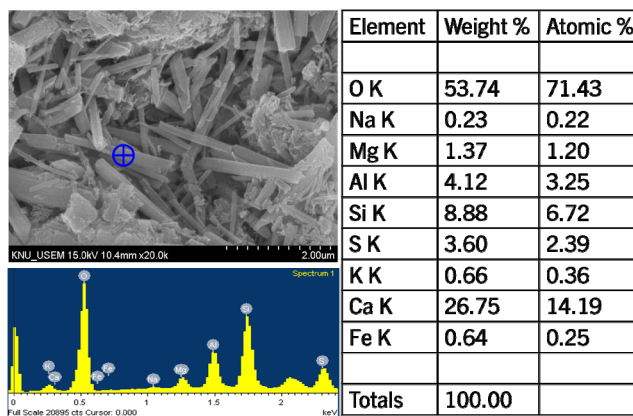 KNU_USEM 15.0kV 10.4mm x20.0k 2.00um
Spectrum 1
O
Si
Al
S
K
Ca
Fe
Fe
Na
Mg
0 0.5 1 1.5 2
Full Scale 20895 cts Cursor: 0.000 keV
Element Weight % Atomic %
O K 53.74 71.43
Na K 0.23 0.22
Mg K 1.37 1.20
Al K 4.12 3.25
Si K 8.88 6.72
S K 3.60 2.39
K K 0.66 0.36
Ca K 26.75 14.19
Fe K 0.64 0.25
Totals 100.00